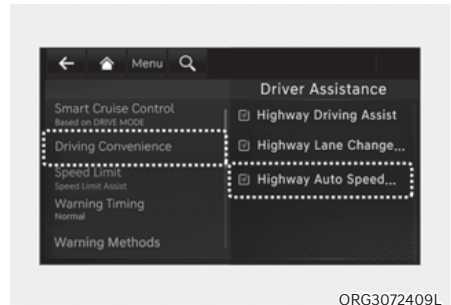 Menu
Driver Assistance
Smart Cruise Control
Based on DRIVE MODE
Driving Convenience
Speed Limit
Speed Limit Assist
Warning Timing
Normal
Warning Methods
Highway Driving Assist
Highway Lane Change...
Highway Auto Speed...
ORG3072409L